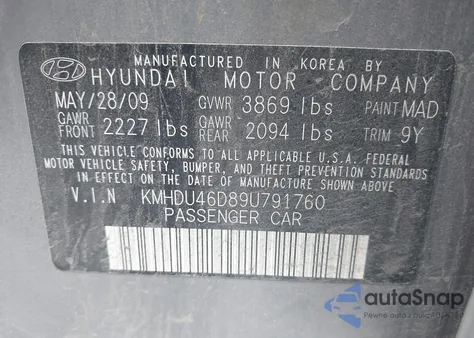 MANUFACTURED IN KOREA BY
HYUNDAI MOTOR COMPANY
MAY/28/09 GVWR 3869 lbs PAINT MAD
GAWR FRONT 2227 lbs GAWR REAR 2094 lbs TRIM 9Y
THIS VEHICLE CONFORMS TO ALL APPLICABLE U.S.A. FEDERAL
MOTOR VEHICLE SAFETY, BUMPER, AND THEFT PREVENTION STANDARDS
IN EFFECT ON THE DATE OF MANUFACTURE SHOWN ABOVE.
V.I.N KMHDU46D89U791760
PASSENGER CAR
autoSnap
Pewne auto z